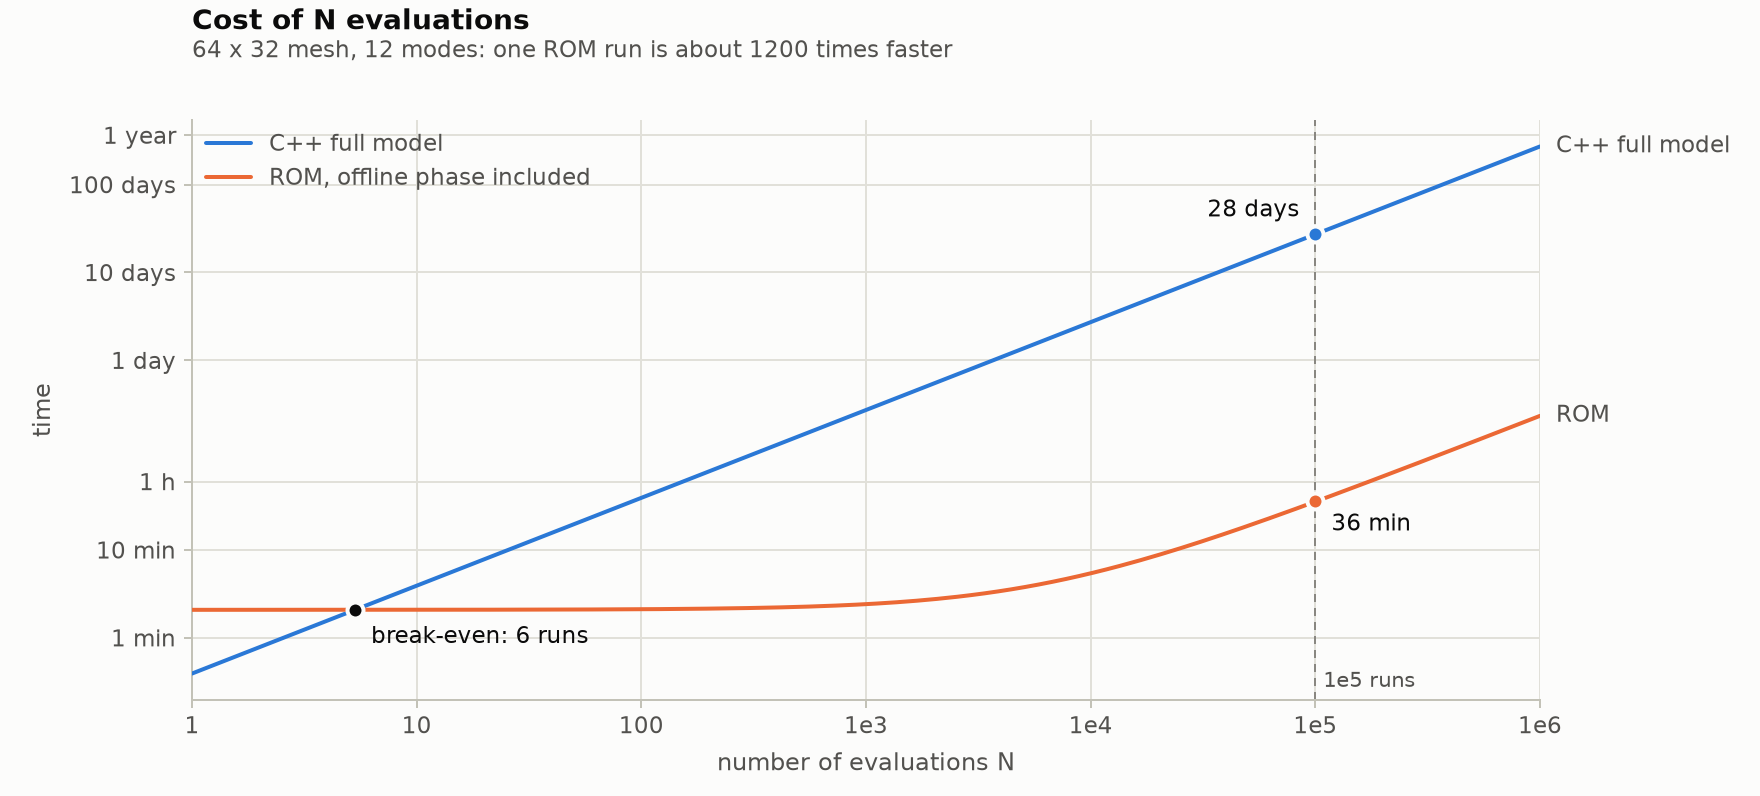 Cost of N evaluations
64 x 32 mesh, 12 modes: one ROM run is about 1200 times faster
1 year
100 days
10 days
1 day
1 h
10 min
1 min
time
C++ full model
ROM, offline phase included
28 days
C++ full model
ROM
36 min
break-even: 6 runs
1e5 runs
1
10
100
1e3
1e4
1e5
1e6
number of evaluations N